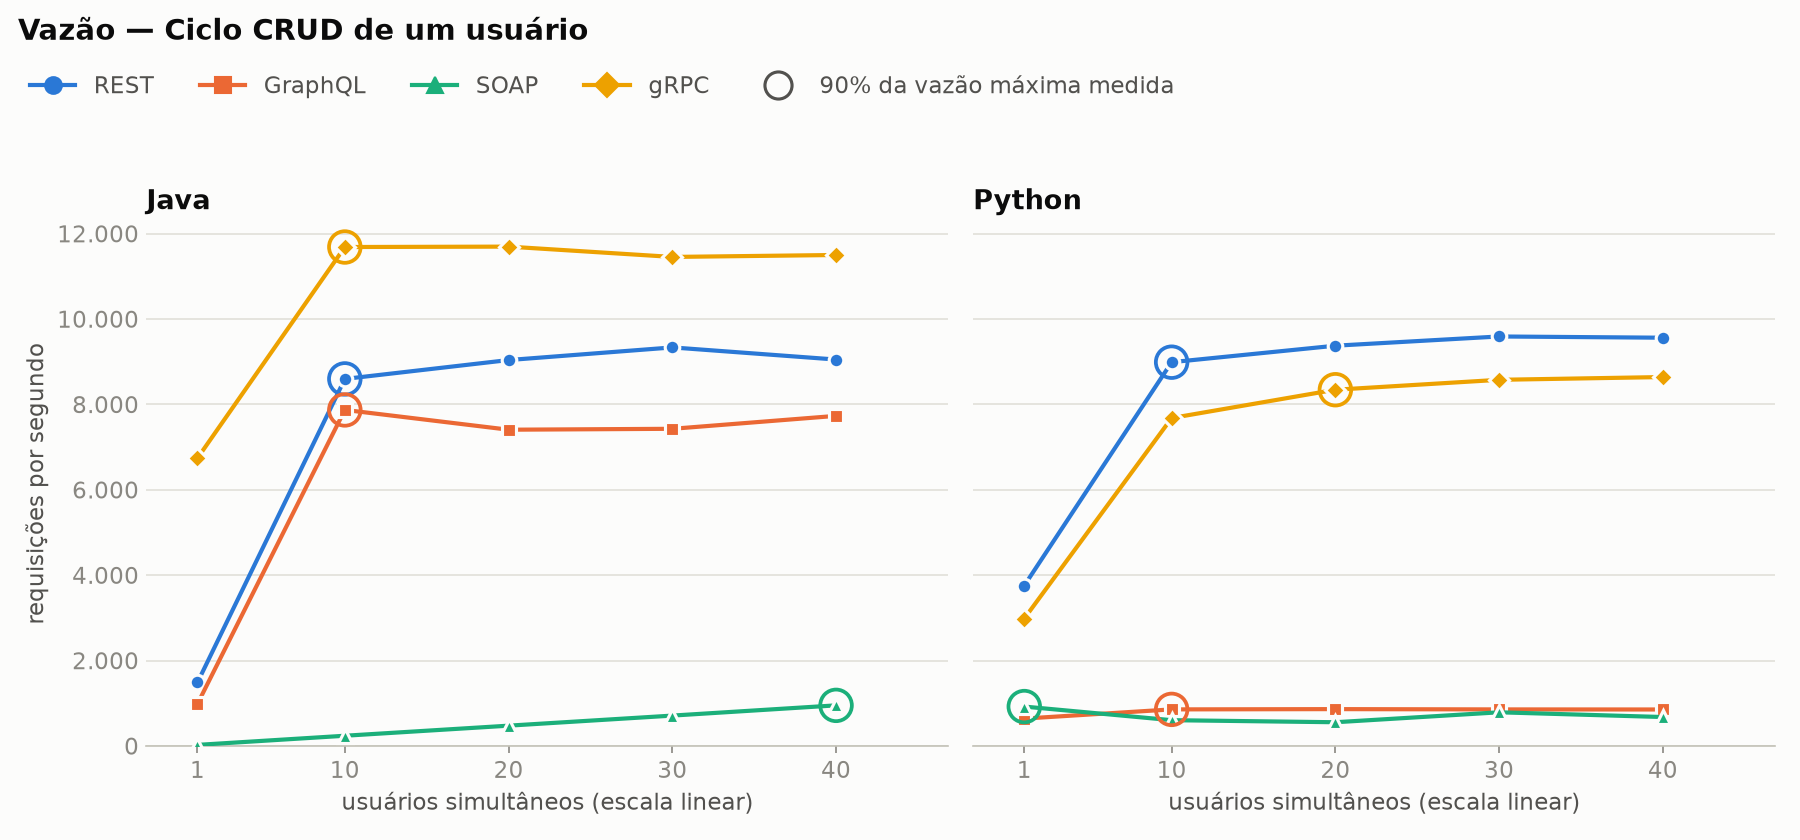 Vazão — Ciclo CRUD de um usuário
REST GraphQL SOAP gRPC 90% da vazão máxima medida
Java
Python
requisições por segundo
12.000
10.000
8.000
6.000
4.000
2.000
0
1 10 20 30 40
1 10 20 30 40
usuários simultâneos (escala linear)
usuários simultâneos (escala linear)